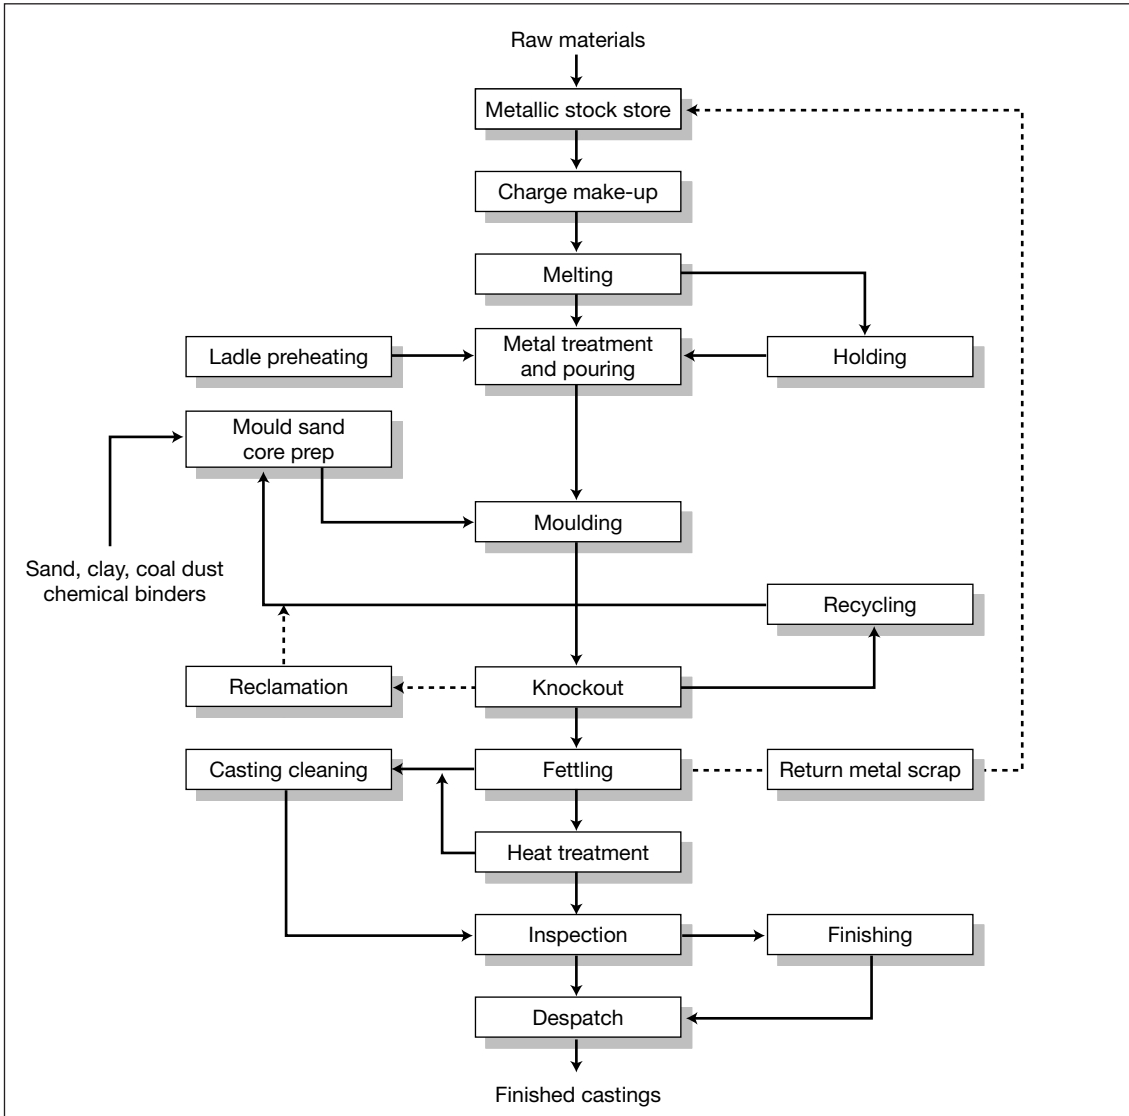 Raw materials
Metallic stock store
Charge make-up
Melting
Ladle preheating
Metal treatment
and pouring
Holding
Mould sand
core prep
Moulding
Sand, clay, coal dust
chemical binders
Recycling
Reclamation
Knockout
Casting cleaning
Fettling
Return metal scrap
Heat treatment
Inspection
Finishing
Despatch
Finished castings